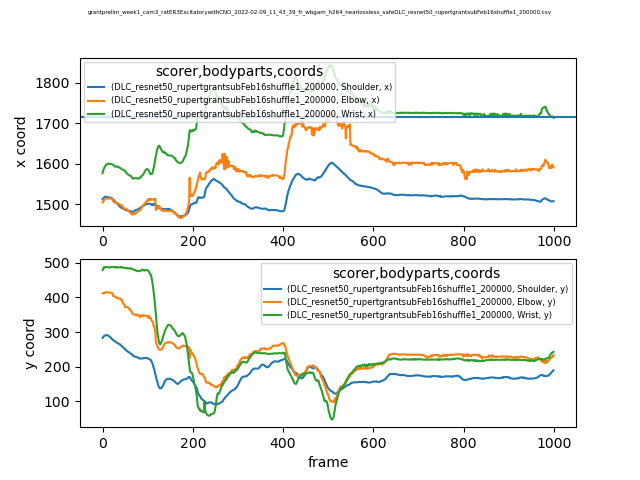 grantprelim_week1_cam3_ratER3ExcitatorywithCNO_2022-02-09_11_43_39_fr_wbgam_h264_nearlossless_safeDLC_resnet50_rupertgrantsubFeb16shuffle1_200000.csv
scorer,bodyparts,coords
(DLC_resnet50_rupertgrantsubFeb16shuffle1_200000, Shoulder, x)
(DLC_resnet50_rupertgrantsubFeb16shuffle1_200000, Elbow, x)
(DLC_resnet50_rupertgrantsubFeb16shuffle1_200000, Wrist, x)
1800
1700
1600
1500
x coord
0 200 400 600 800 1000
scorer,bodyparts,coords
(DLC_resnet50_rupertgrantsubFeb16shuffle1_200000, Shoulder, y)
(DLC_resnet50_rupertgrantsubFeb16shuffle1_200000, Elbow, y)
(DLC_resnet50_rupertgrantsubFeb16shuffle1_200000, Wrist, y)
500
400
300
200
100
y coord
0 200 400 600 800 1000
frame